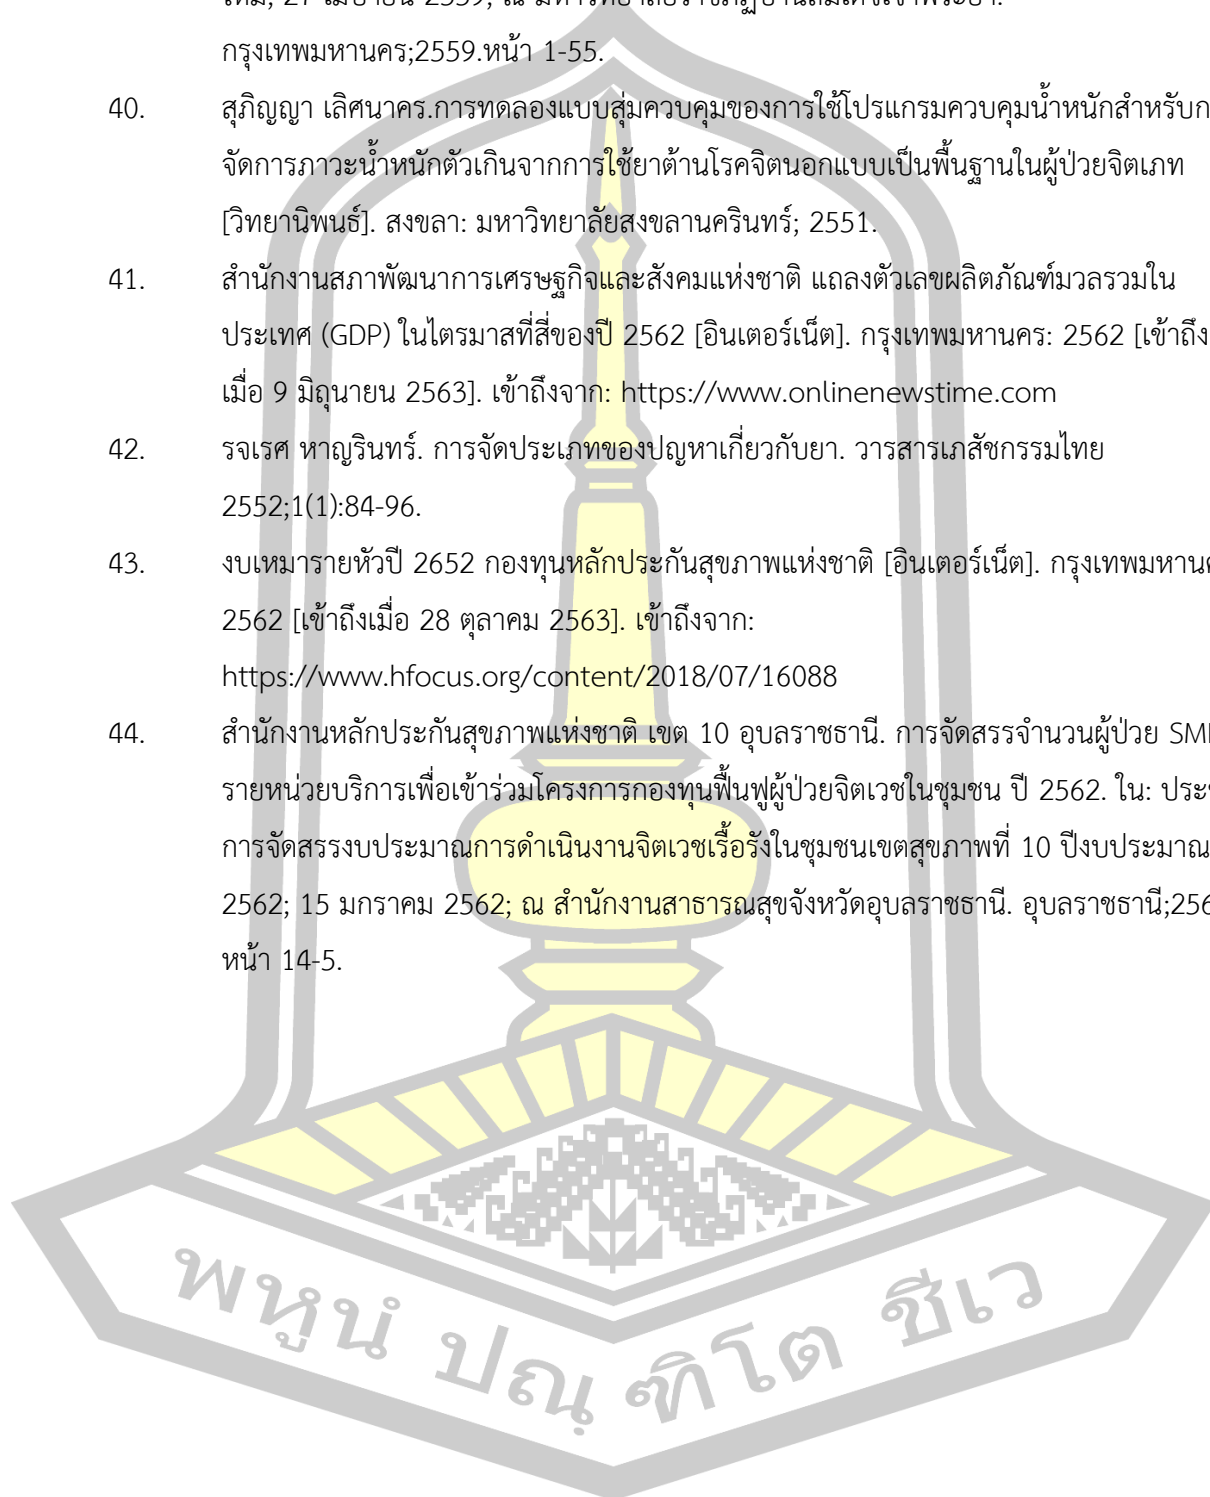 ใหม่; 27 เมษายน 2559; ณ มหาวิทยาลัยราชภัฏบ้านสมเด็จเจ้าพระยา.
กรุงเทพมหานคร;2559.หน้า 1-55.
40. สุภิญญา เลิศนาคร.การทดลองแบบสุ่มควบคุมของการใช้โปรแกรมควบคุมน้ำหนักสำหรับก
จัดการภาวะน้ำหนักตัวเกินจากการใช้ยาต้านโรคจิตนอกแบบเป็นพื้นฐานในผู้ป่วยจิตเภท
[วิทยานิพนธ์]. สงขลา: มหาวิทยาลัยสงขลานครินทร์; 2551.
41. สำนักงานสภาพัฒนาการเศรษฐกิจและสังคมแห่งชาติ แถลงตัวเลขผลิตภัณฑ์มวลรวมใน
ประเทศ (GDP) ในไตรมาสที่สี่ของปี 2562 [อินเตอร์เน็ต]. กรุงเทพมหานคร: 2562 [เข้าถึง
เมื่อ 9 มิถุนายน 2563]. เข้าถึงจาก: https://www.onlinenewstime.com
42. รจเรศ หาญรินทร์. การจัดประเภทของปญหาเกี่ยวกับยา. วารสารเภสัชกรรมไทย
2552;1(1):84-96.
43. งบเหมารายหัวปี 2652 กองทุนหลักประกันสุขภาพแห่งชาติ [อินเตอร์เน็ต]. กรุงเทพมหาน
2562 [เข้าถึงเมื่อ 28 ตุลาคม 2563]. เข้าถึงจาก:
https://www.hfocus.org/content/2018/07/16088
44. สำนักงานหลักประกันสุขภาพแห่งชาติ เขต 10 อุบลราชธานี. การจัดสรรจำนวนผู้ป่วย SM
รายหน่วยบริการเพื่อเข้าร่วมโครงการกองทุนฟื้นฟูผู้ป่วยจิตเวชในชุมชน ปี 2562. ใน: ประ
การจัดสรรงบประมาณการดำเนินงานจิตเวชเรื้อรังในชุมชนเขตสุขภาพที่ 10 ปีงบประมาณ
2562; 15 มกราคม 2562; ณ สำนักงานสาธารณสุขจังหวัดอุบลราชธานี. อุบลราชธานี;256
หน้า 14-5.
พหูนํ ปณฺฑิโต ชีเว